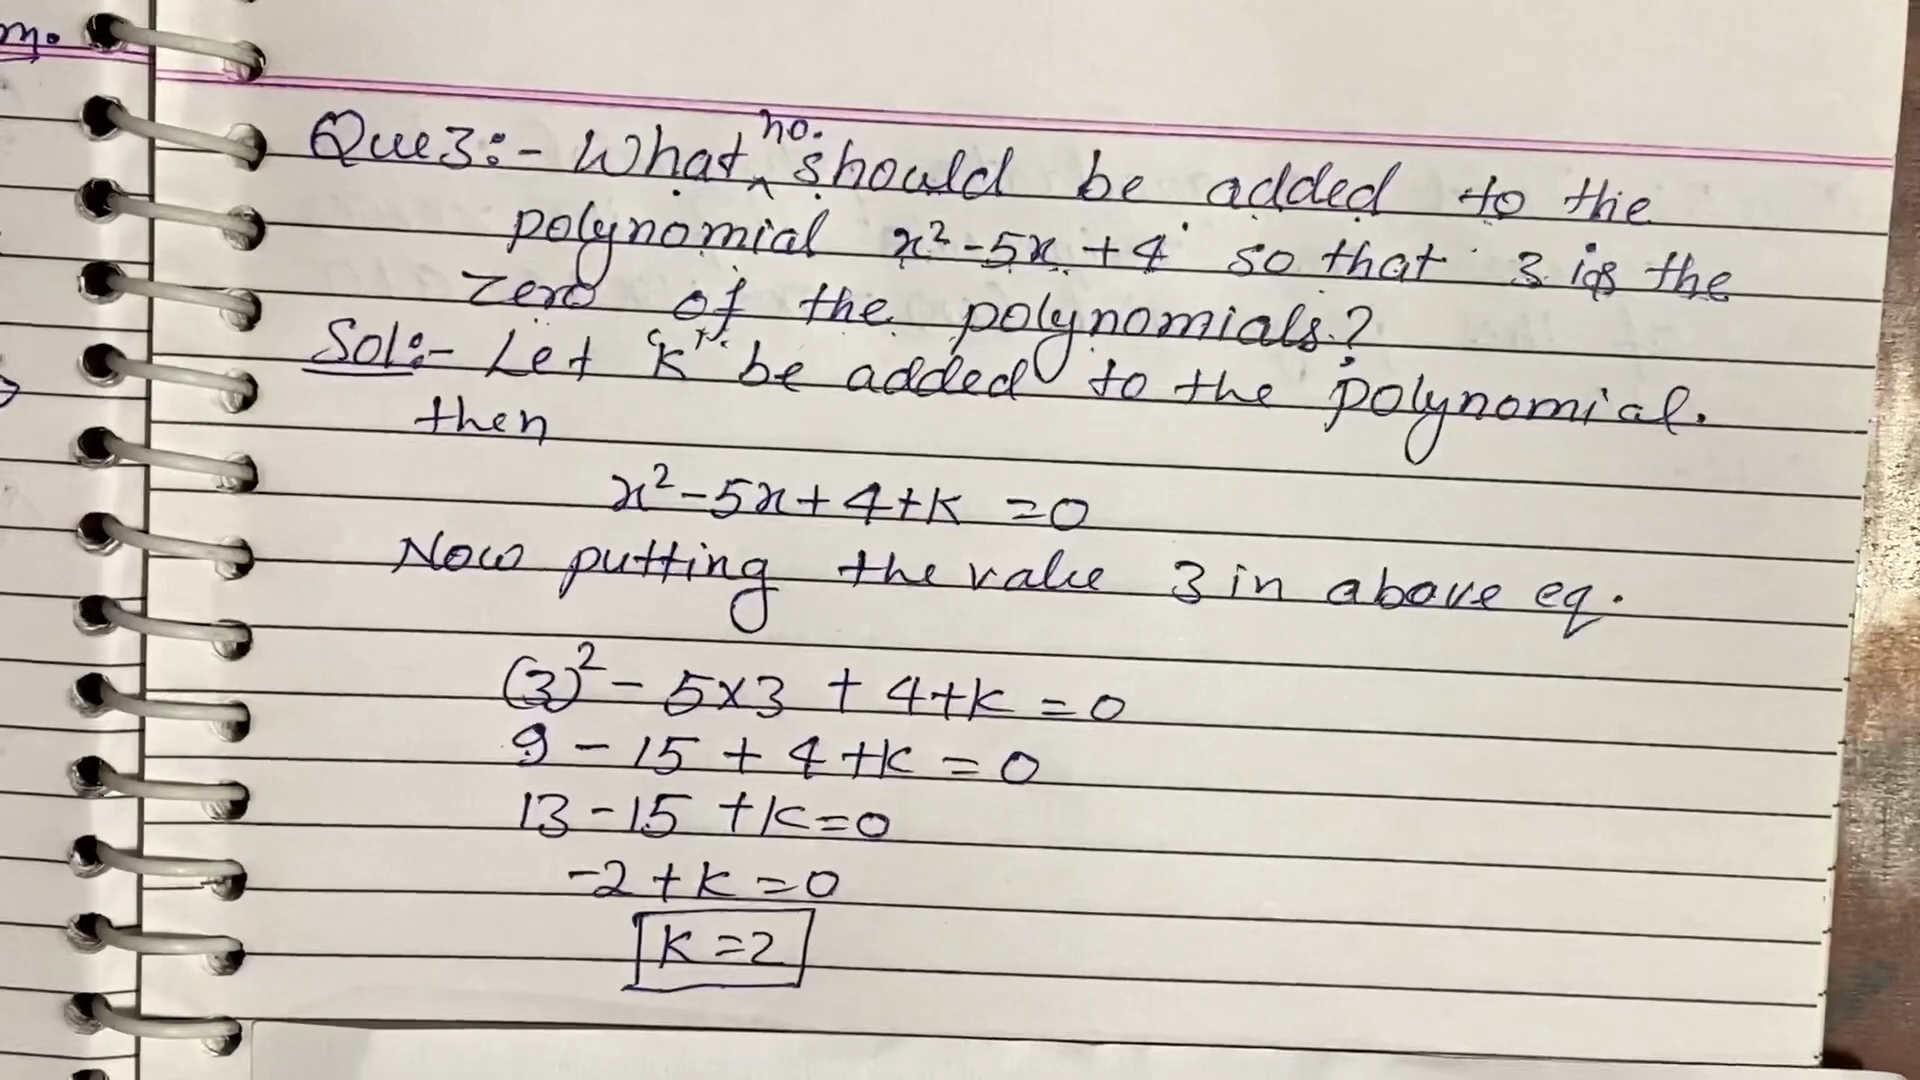 m.
Que3:- What no. should be added to the
polynomial x²-5x+4 so that 3 is the
zero of the polynomials?
Sol:- Let "K" be added to the polynomial.
then
x²-5x+4+K=0
Now putting the value 3 in above eq.
(3)²-5×3+4+K=0
9-15+4+K=0
13-15+K=0
-2+K=0
K=2